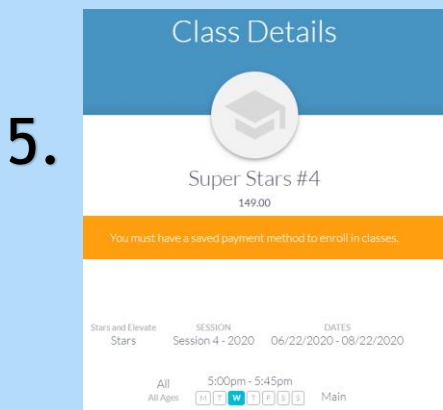 Class Details
5.
Super Stars #4
149.00
You must have a saved payment method to enroll in classes.
Stars and Elevate SESSION DATES
Stars Session 4 - 2020 06/22/2020 - 08/22/2020
All 5:00pm - 5:45pm
All Ages M T W T F S S Main